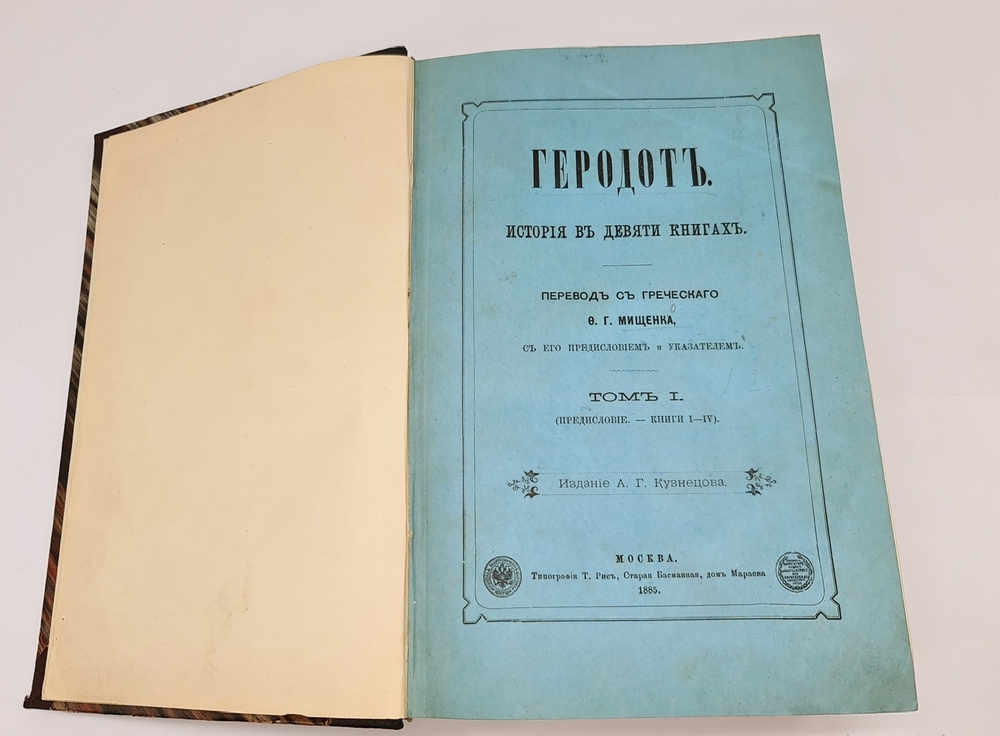 ГЕРОДОТЪ.
ИСТОРІЯ ВЪ ДЕВЯТИ КНИГАХЪ.
ПЕРЕВОДЪ СЪ ГРЕЧЕСКАГО
Ѳ. Г. МИЩЕНКА,
СЪ ЕГО ПРЕДИСЛОВІЕМЪ и УКАЗАТЕЛЕМЪ.
ТОМЪ I.
(ПРЕДИСЛОВІЕ. — КНИГИ I—IV).
Изданіе А. Г. Кузнецова.
МОСКВА.
Типографія Т. Рисъ, Старая Басманная, домъ Мараева
1885.